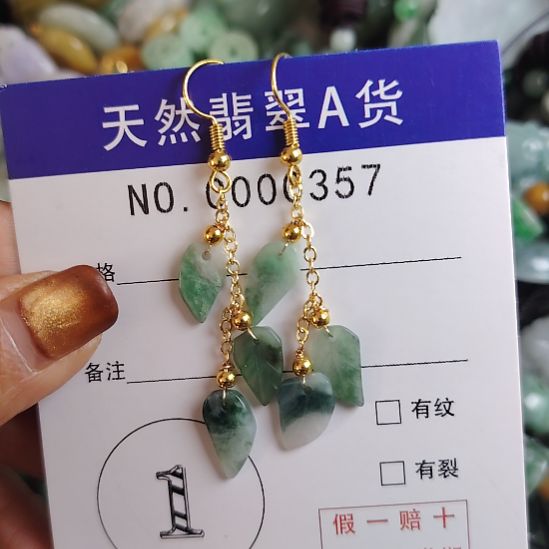 天然翡翠A货
NO.0000357
格
备注
有纹
有裂
1
假一赔十